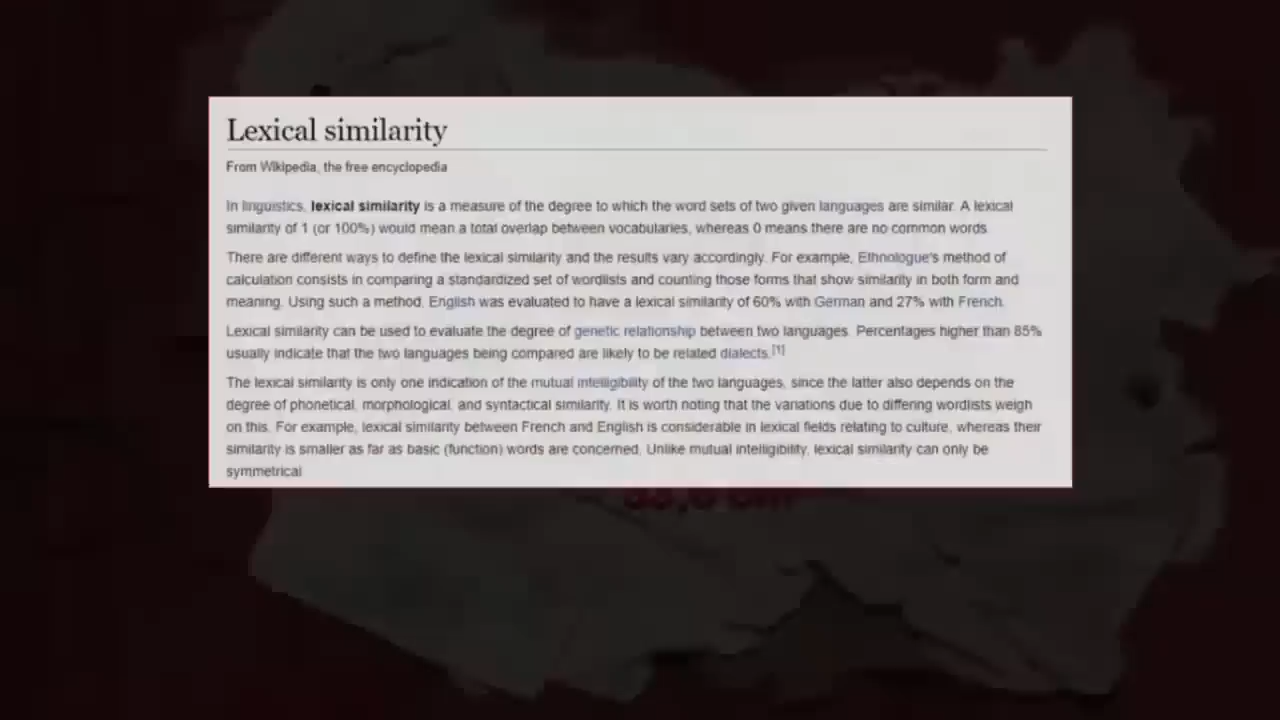 Lexical similarity
From Wikipedia, the free encyclopedia
In linguistics, lexical similarity is a measure of the degree to which the word sets of two given languages are similar. A lexical
similarity of 1 (or 100%) would mean a total overlap between vocabularies, whereas 0 means there are no common words.
There are different ways to define the lexical similarity and the results vary accordingly. For example, Ethnologue's method of
calculation consists in comparing a standardized set of wordlists and counting those forms that show similarity in both form and
meaning. Using such a method, English was evaluated to have a lexical similarity of 60% with German and 27% with French.
Lexical similarity can be used to evaluate the degree of genetic relationship between two languages. Percentages higher than 85%
usually indicate that the two languages being compared are likely to be related dialects.[1]
The lexical similarity is only one indication of the mutual intelligibility of the two languages, since the latter also depends on the
degree of phonetical, morphological, and syntactical similarity. It is worth noting that the variations due to differing wordlists weigh
on this. For example, lexical similarity between French and English is considerable in lexical fields relating to culture, whereas their
similarity is smaller as far as basic (function) words are concerned. Unlike mutual intelligibility, lexical similarity can only be
symmetrical.